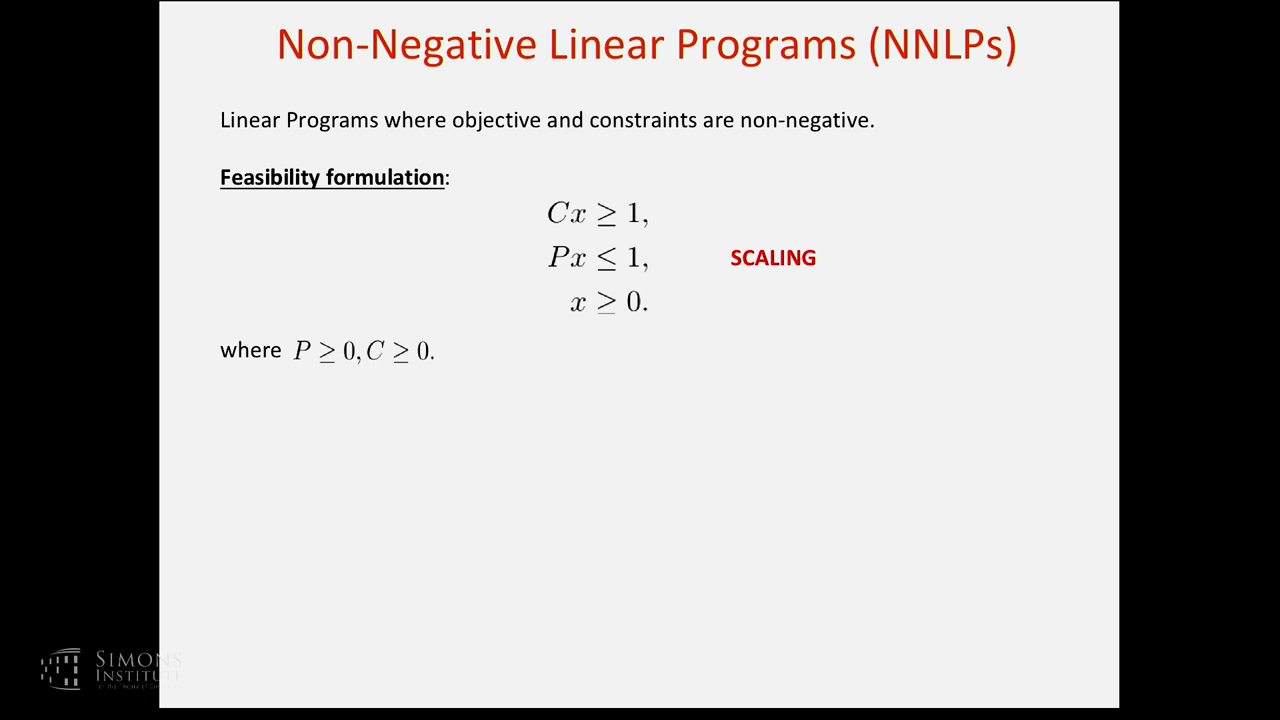 Non-Negative Linear Programs (NNLPs)
Linear Programs where objective and constraints are non-negative.
Feasibility formulation:
Cx ≥ 1,
Px ≤ 1, SCALING
x ≥ 0.
where P ≥ 0, C ≥ 0.
SIMONS
INSTITUTE